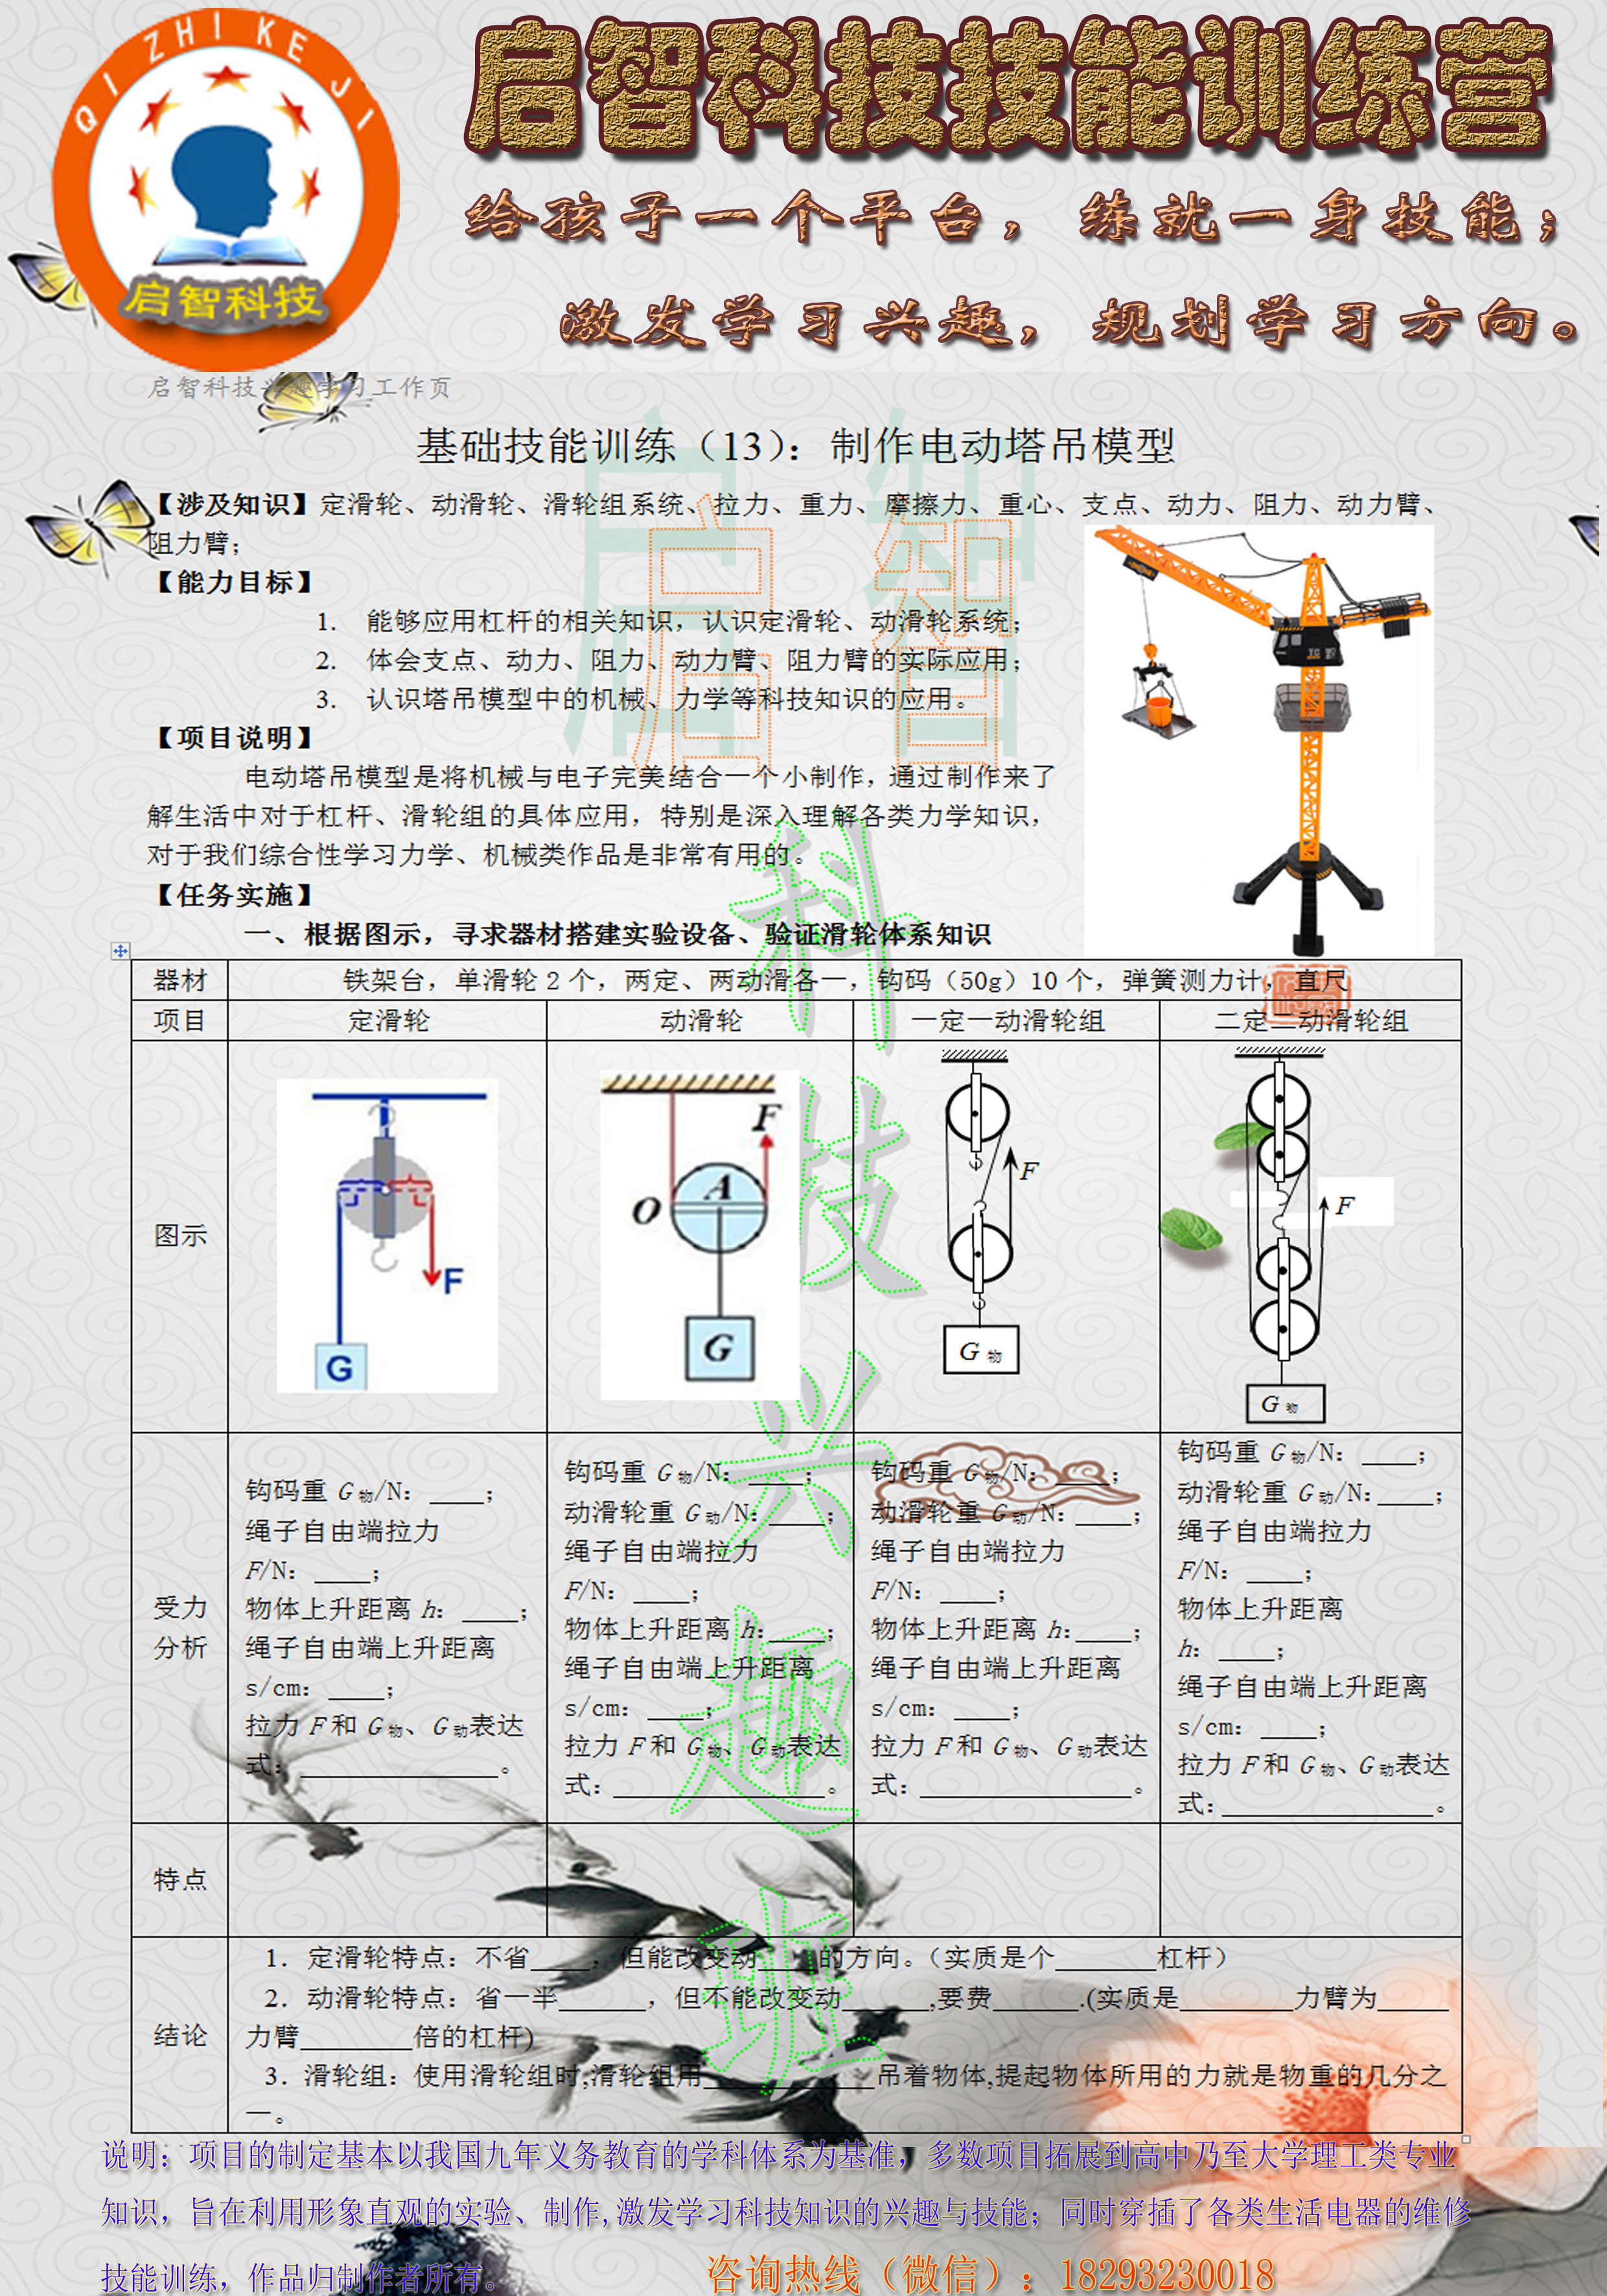 QI ZHI KE JI
启智科技
启智科技技能训练营
给孩子一个平台，练就一身技能；
激发学习兴趣，规划学习方向。
启智科技兴趣学习工作页
基础技能训练（13）：制作电动塔吊模型
【涉及知识】定滑轮、动滑轮、滑轮组系统、拉力、重力、摩擦力、重心、支点、动力、阻力、动力臂、
阻力臂；
【能力目标】
1. 能够应用杠杆的相关知识，认识定滑轮、动滑轮系统；
2. 体会支点、动力、阻力、动力臂、阻力臂的实际应用；
3. 认识塔吊模型中的机械、力学等科技知识的应用。
【项目说明】
电动塔吊模型是将机械与电子完美结合一个小制作，通过制作来了
解生活中对于杠杆、滑轮组的具体应用，特别是深入理解各类力学知识，
对于我们综合性学习力学、机械类作品是非常有用的。
【任务实施】
一、根据图示，寻求器材搭建实验设备、验证滑轮体系知识
启智科技兴趣班
器材 铁架台，单滑轮 2 个，两定、两动滑各一，钩码（50g）10 个，弹簧测力计，直尺
项目 定滑轮 动滑轮 一定一动滑轮组 二定二动滑轮组
图示
F
G
F
A
O
G
F
G 物
F
G 物
受力
分析
钩码重 G 物/N：____；
绳子自由端拉力
F/N：____；
物体上升距离 h：____；
绳子自由端上升距离
s/cm：____；
拉力 F 和 G 物、G 动表达
式：______________。
钩码重 G 物/N：____；
动滑轮重 G 动/N：____；
绳子自由端拉力
F/N：____；
物体上升距离 h：____；
绳子自由端上升距离
s/cm：____；
拉力 F 和 G 物、G 动表达
式：_______________。
钩码重 G 物/N：____；
动滑轮重 G 动/N：____；
绳子自由端拉力
F/N：____；
物体上升距离 h：____；
绳子自由端上升距离
s/cm：____；
拉力 F 和 G 物、G 动表达
式：_______________。
钩码重 G 物/N：____；
动滑轮重 G 动/N：____；
绳子自由端拉力
F/N：____；
物体上升距离
h：____；
绳子自由端上升距离
s/cm：____；
拉力 F 和 G 物、G 动表达
式：_______________。
特点
结论
1．定滑轮特点：不省____，但能改变动____的方向。（实质是个_______杠杆）
2．动滑轮特点：省一半______，但不能改变动______,要费______.(实质是________力臂为_____
力臂________倍的杠杆)
3．滑轮组：使用滑轮组时,滑轮组用____________吊着物体,提起物体所用的力就是物重的几分之
一。
说明：项目的制定基本以我国九年义务教育的学科体系为基准，多数项目拓展到高中乃至大学理工类专业
知识，旨在利用形象直观的实验、制作,激发学习科技知识的兴趣与技能；同时穿插了各类生活电器的维修
技能训练，作品归制作者所有。
咨询热线（微信）：18293230018